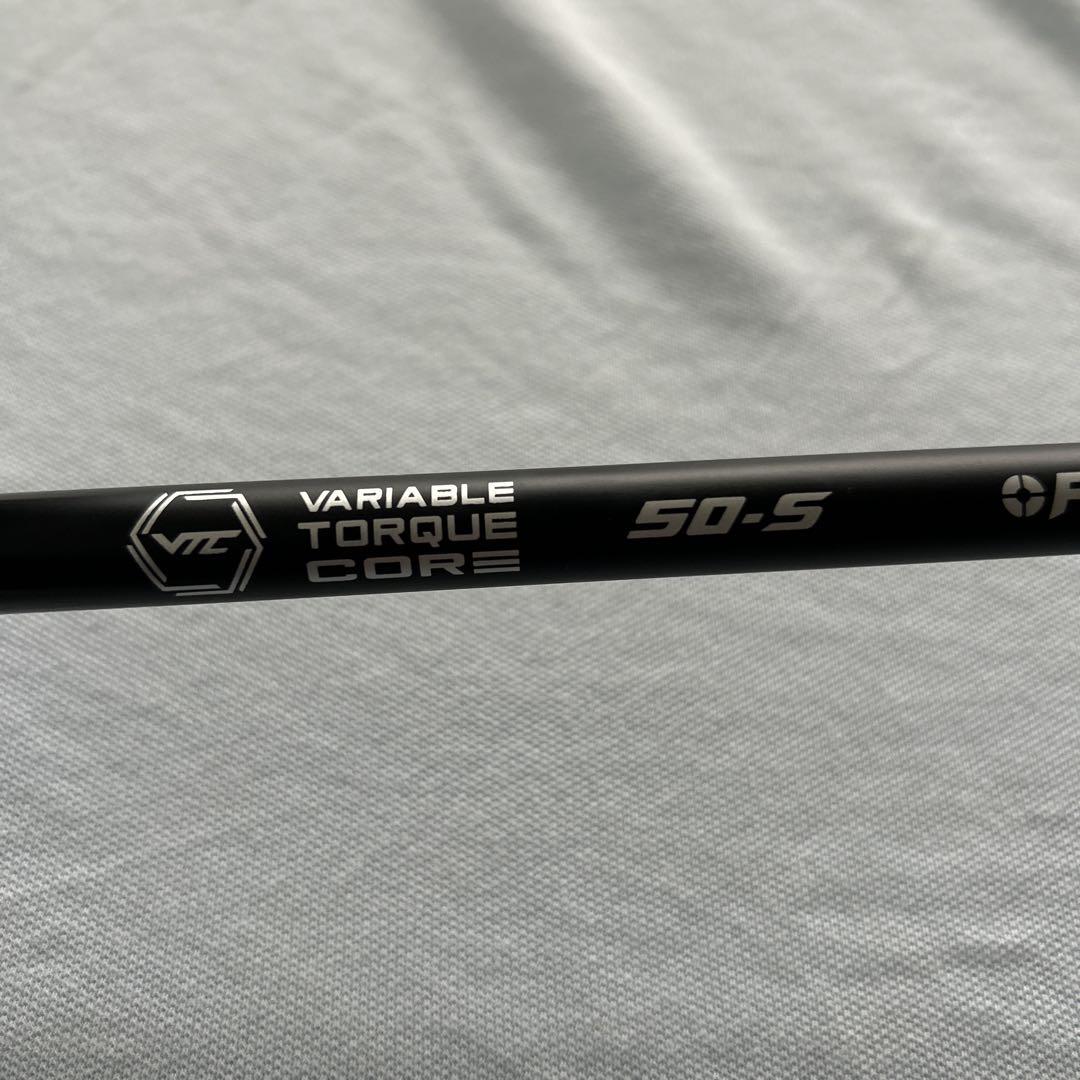 VTC
VARIABLE
TORQUE
CORE
50-S
F